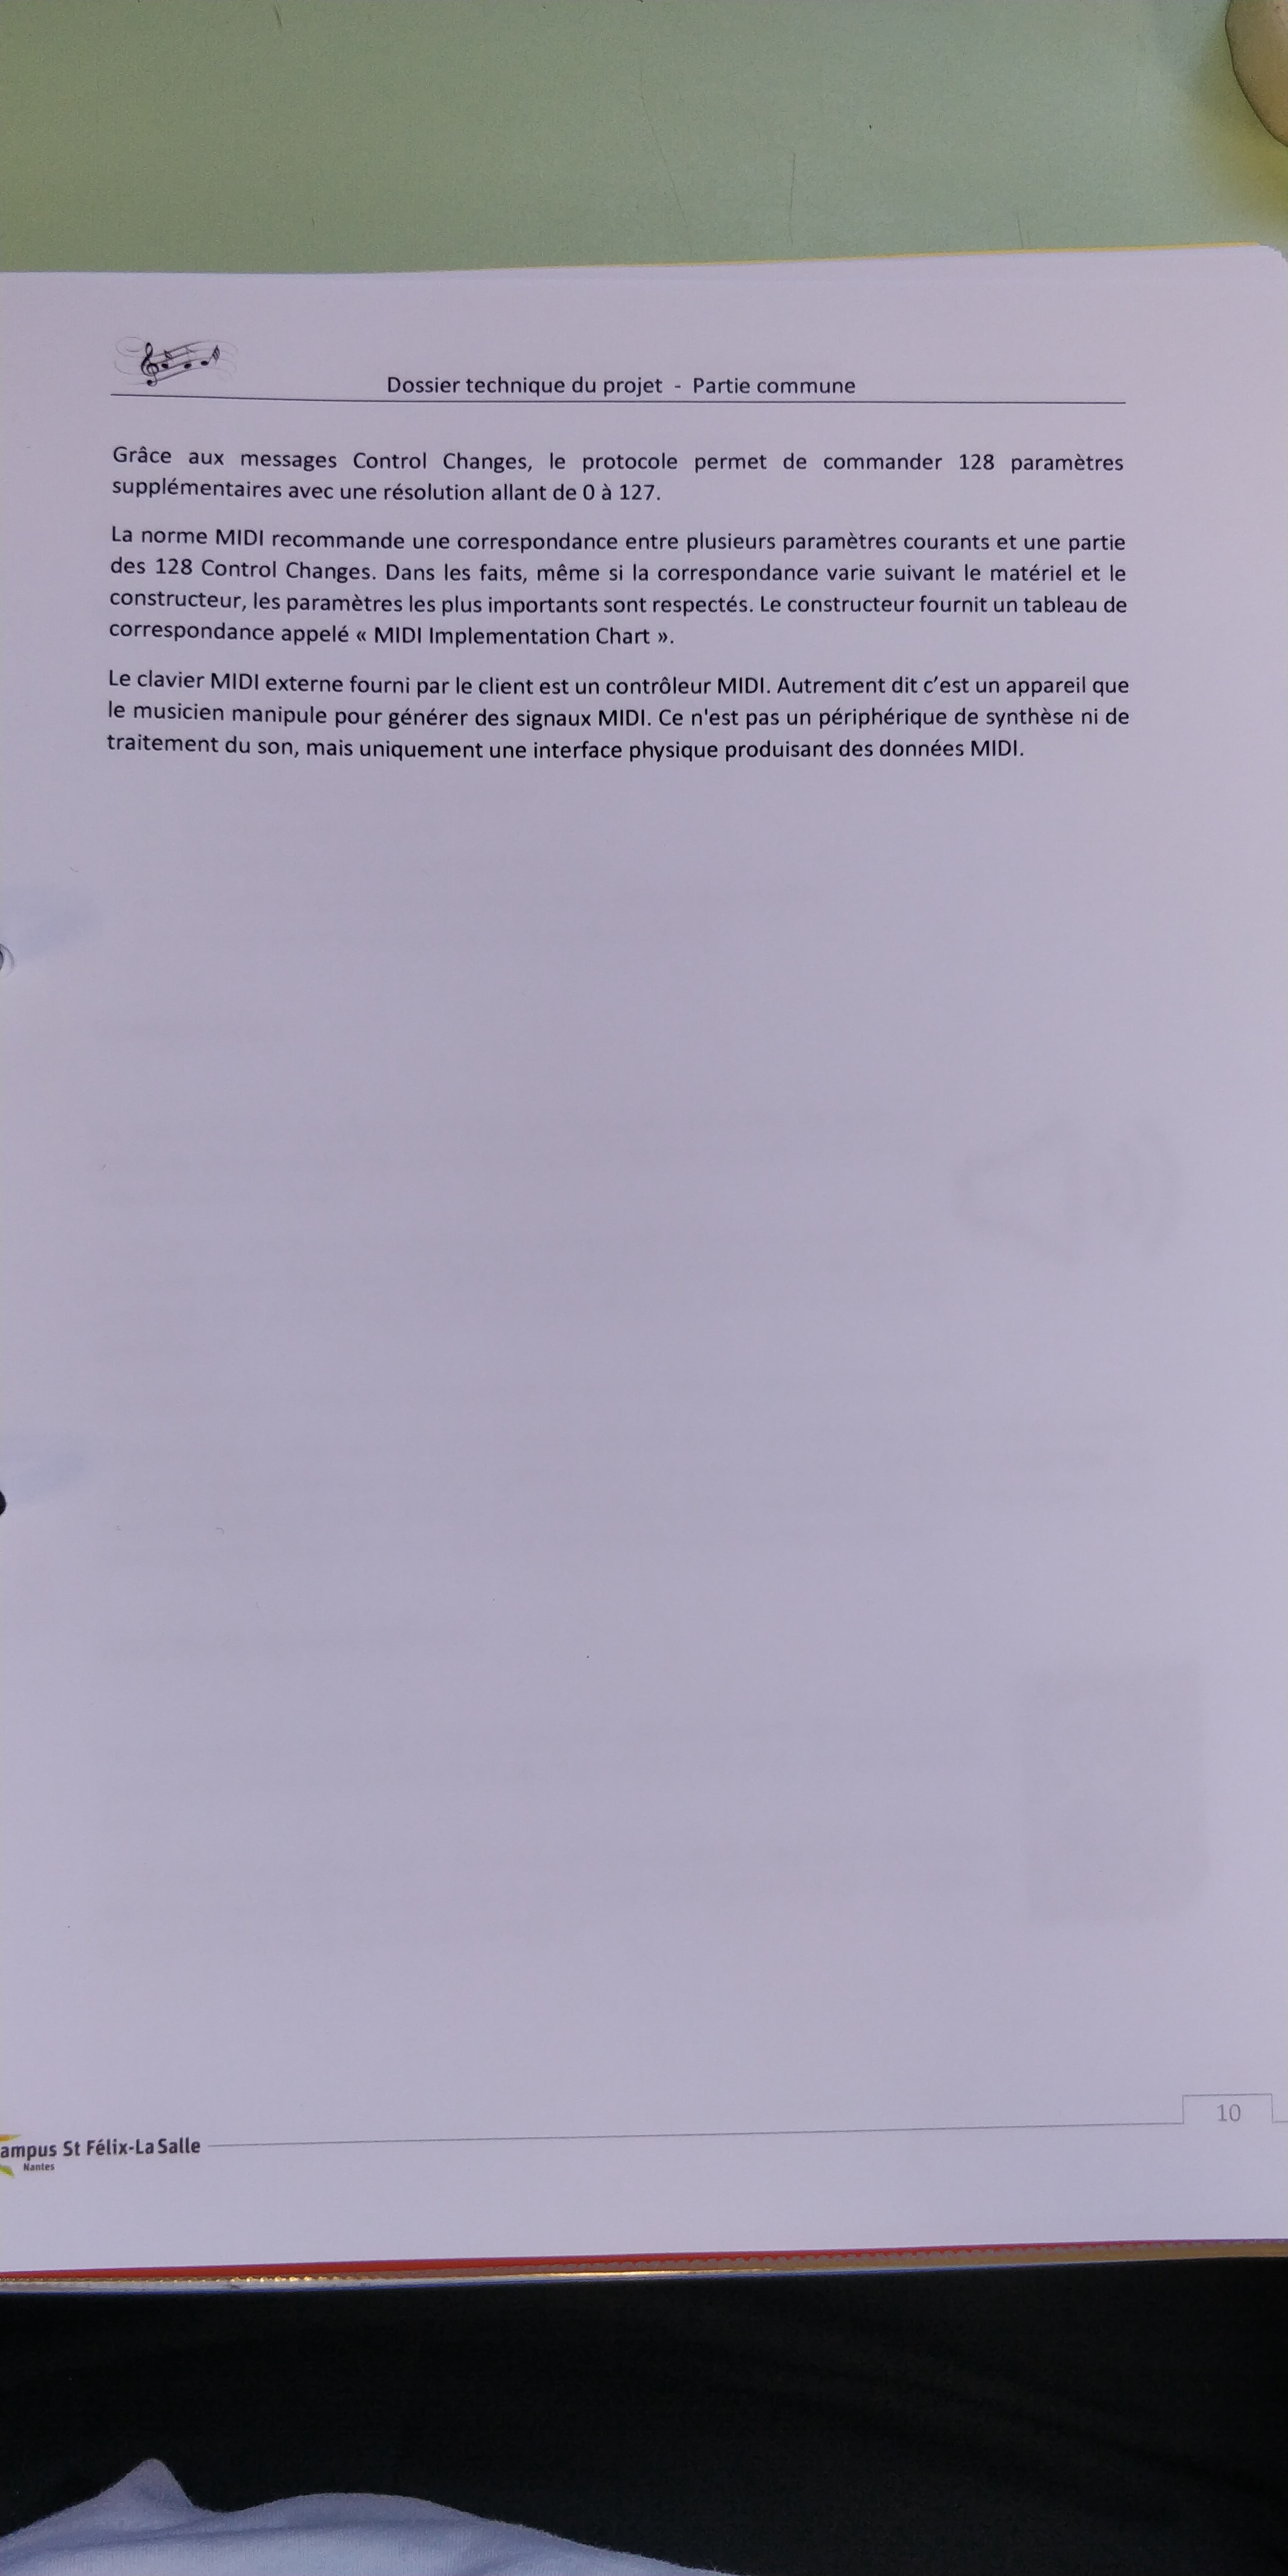 Dossier technique du projet - Partie commune
Grâce aux messages Control Changes, le protocole permet de commander 128 paramètres
supplémentaires avec une résolution allant de 0 à 127.
La norme MIDI recommande une correspondance entre plusieurs paramètres courants et une partie
des 128 Control Changes. Dans les faits, même si la correspondance varie suivant le matériel et le
constructeur, les paramètres les plus importants sont respectés. Le constructeur fournit un tableau de
correspondance appelé « MIDI Implementation Chart ».
Le clavier MIDI externe fourni par le client est un contrôleur MIDI. Autrement dit c’est un appareil que
le musicien manipule pour générer des signaux MIDI. Ce n'est pas un périphérique de synthèse ni de
traitement du son, mais uniquement une interface physique produisant des données MIDI.
10
ampus St Félix-La Salle
Nantes